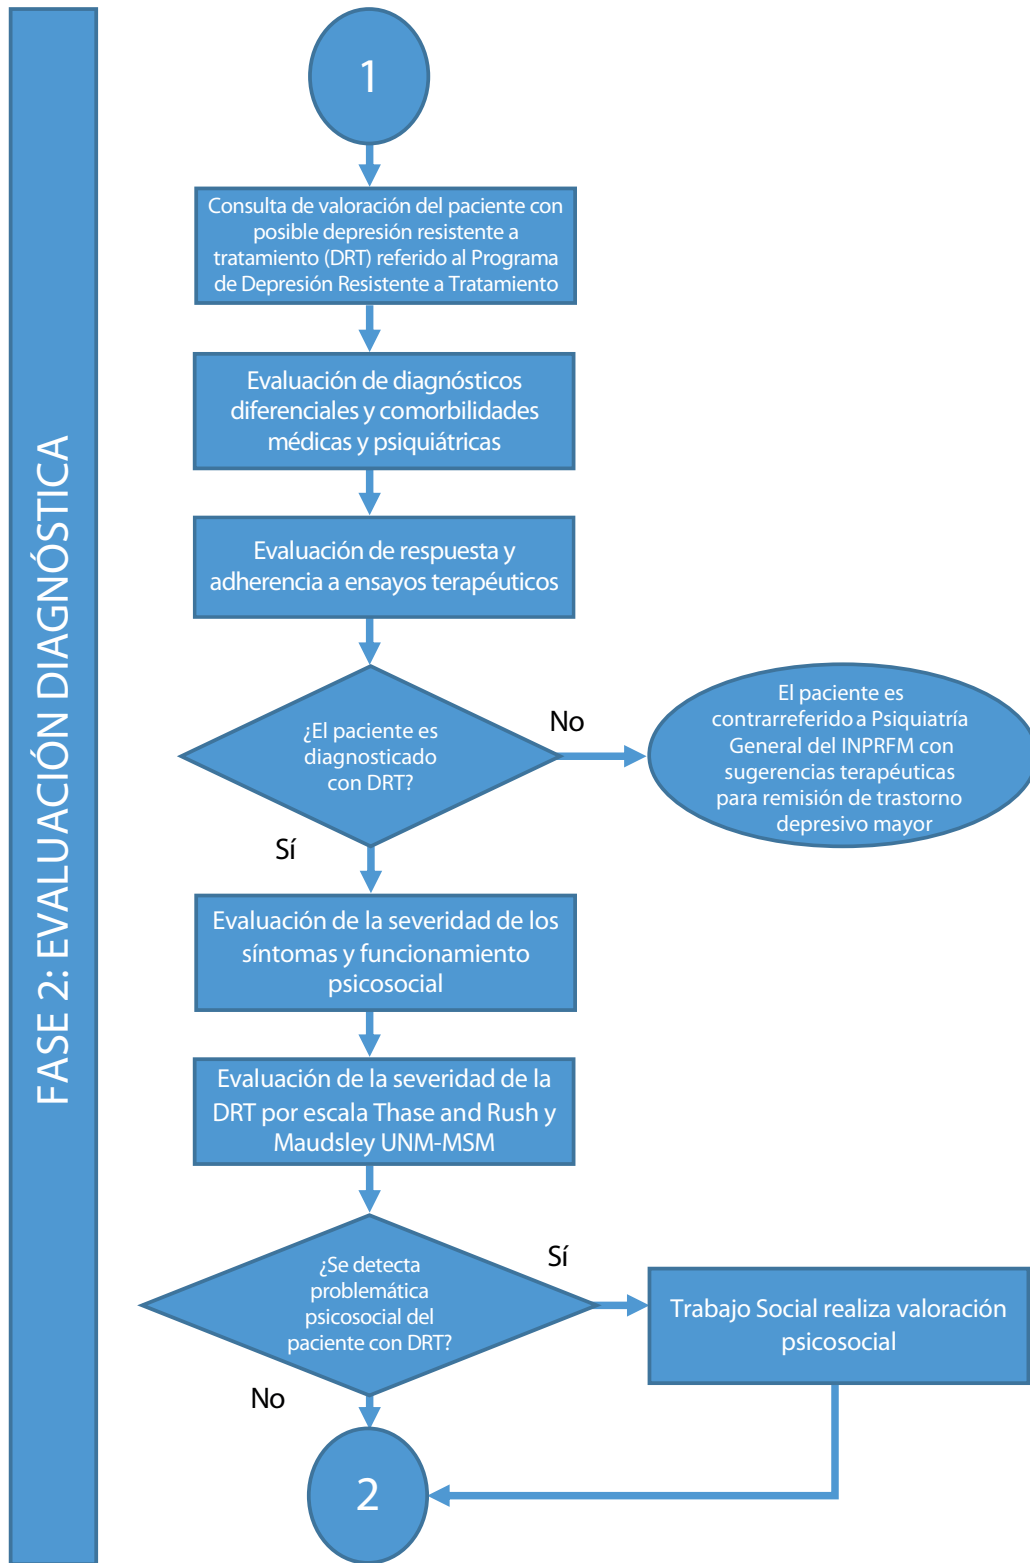 FASE 2: EVALUACIÓN DIAGNÓSTICA
1
Consulta de valoración del paciente con
posible depresión resistente a
tratamiento (DRT) referido al Programa
de Depresión Resistente a Tratamiento
Evaluación de diagnósticos
diferenciales y comorbilidades
médicas y psiquiátricas
Evaluación de respuesta y
adherencia a ensayos terapéuticos
¿El paciente es
diagnosticado
con DRT?
No
El paciente es
contrarreferido a Psiquiatría
General del INPRFM con
sugerencias terapéuticas
para remisión de trastorno
depresivo mayor
Sí
Evaluación de la severidad de los
síntomas y funcionamiento
psicosocial
Evaluación de la severidad de la
DRT por escala Thase and Rush y
Maudsley UNM-MSM
¿Se detecta
problemática
psicosocial del
paciente con DRT?
Sí
Trabajo Social realiza valoración
psicosocial
No
2